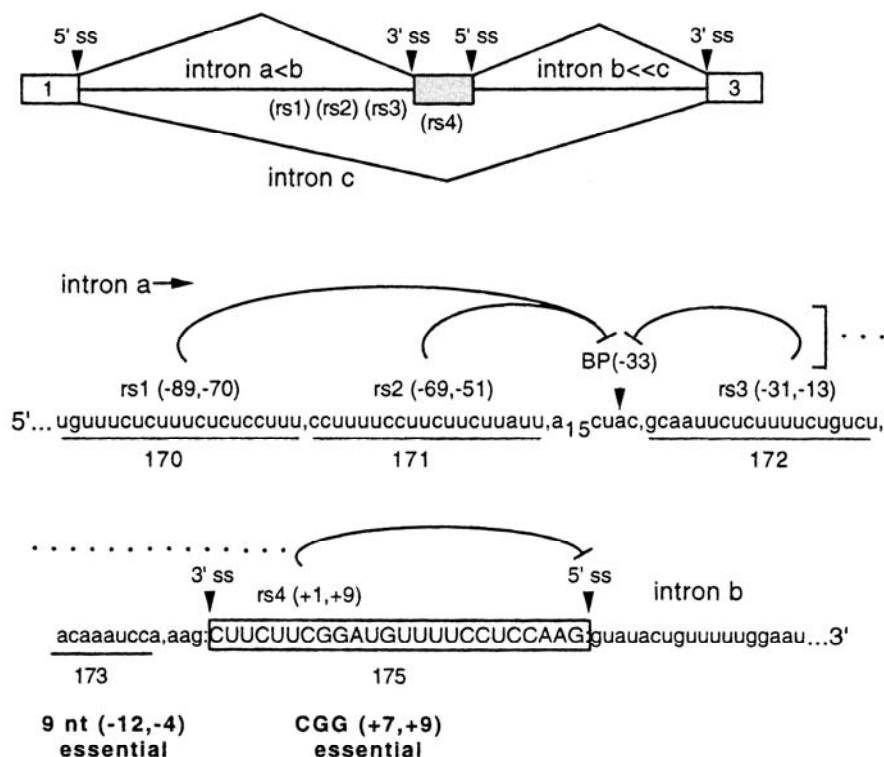 5' ss 3' ss 5' ss 3' ss
intron a<b intron b<<c
1 3
(rs1) (rs2) (rs3) (rs4)
intron c
intron a
BP(-33)
rs1 (-89,-70) rs2 (-69,-51) rs3 (-31,-13)
5'...uguuucucuuucucuccuuu,ccuuuuccuucuucuuauu,a15cuac,gcaauucucuuuucugucu,
170 171 172
3' ss 5' ss
rs4 (+1,+9) intron b
acaaaucca,aag:CUUCUUCGGAUGUUUUCCUCCAAG:guauacuguuuuuggaau...3'
173 175
9 nt (-12,-4) CGG (+7,+9)
essential essential